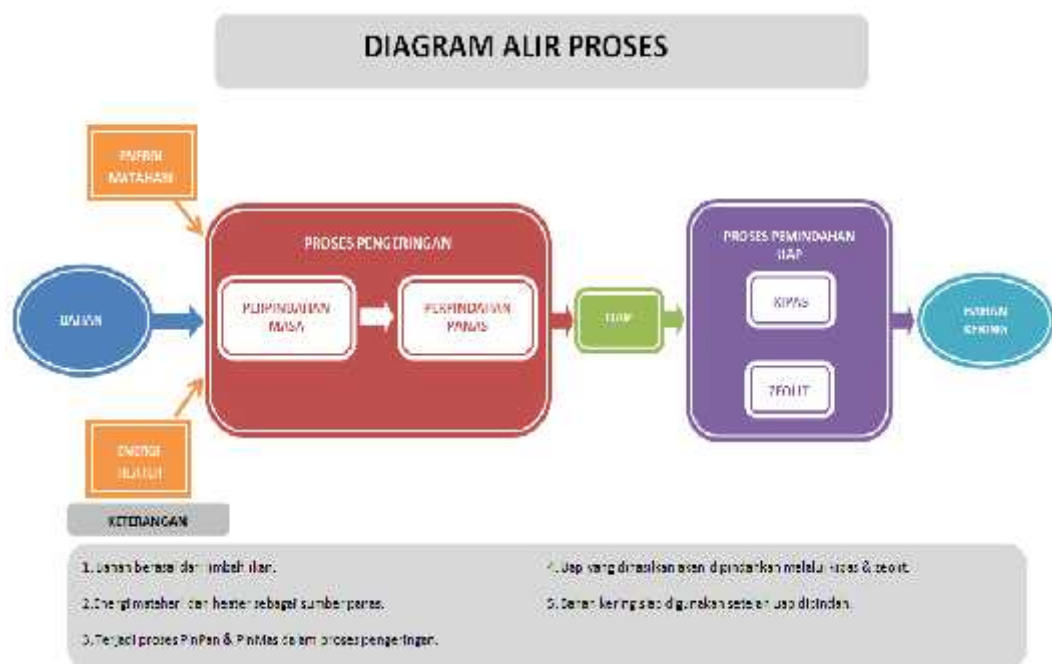 DIAGRAM ALIR PROSES
ENERGI
MATAHARI
PROSES PENGERINGAN
PROSES PEMINDAHAN
UAP
BAHAN
PERPINDAHAN
MASA
PERPINDAHAN
PANAS
UAP
KIPAS
BAHAN
KERING
ZEOLIT
ENERGI
HEATER
KETERANGAN
1. Bahan berasal dari limbah ikan.
2. Energi matahari dan heater sebagai sumber panas.
3. Terjadi proses PinPan & PinMas dalam proses pengeringan.
4. Uap yang dihasilkan akan dipindahkan melalui kipas & zeolit.
5. Bahan kering siap digunakan setelah uap dipindah.